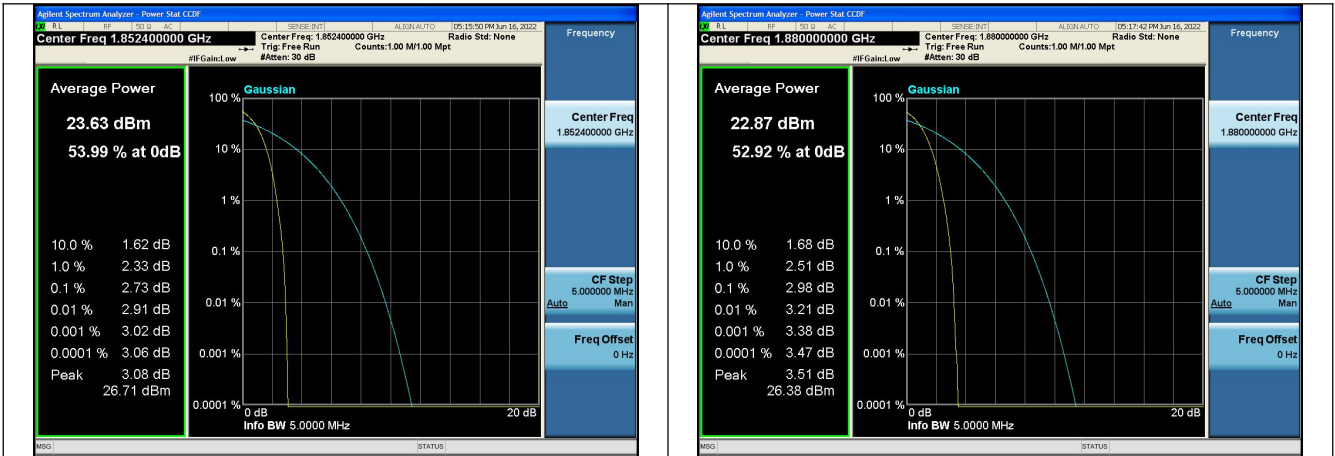 Agilent Spectrum Analyzer - Power Stat CCDF
LXI RL RF 50 Ω AC SENSE:INT ALIGN AUTO 05:15:50 PM Jun 16, 2022
Center Freq 1.852400000 GHz
Center Freq: 1.852400000 GHz Radio Std: None
Trig: Free Run Counts:1.00 M/1.00 Mpt
#IFGain:Low #Atten: 30 dB
Frequency
Average Power
23.63 dBm
53.99 % at 0dB
10.0 % 1.62 dB
1.0 % 2.33 dB
0.1 % 2.73 dB
0.01 % 2.91 dB
0.001 % 3.02 dB
0.0001 % 3.06 dB
Peak 3.08 dB
26.71 dBm
Gaussian
100 %
10 %
1 %
0.1 %
0.01 %
0.001 %
0.0001 %
0 dB 20 dB
Info BW 5.0000 MHz
Center Freq
1.852400000 GHz
CF Step
5.000000 MHz
Auto Man
Freq Offset
0 Hz
MSG STATUS
Agilent Spectrum Analyzer - Power Stat CCDF
LXI RL RF 50 Ω AC SENSE:INT ALIGN AUTO 05:17:42 PM Jun 16, 2022
Center Freq 1.880000000 GHz
Center Freq: 1.880000000 GHz Radio Std: None
Trig: Free Run Counts:1.00 M/1.00 Mpt
#IFGain:Low #Atten: 30 dB
Frequency
Average Power
22.87 dBm
52.92 % at 0dB
10.0 % 1.68 dB
1.0 % 2.51 dB
0.1 % 2.98 dB
0.01 % 3.21 dB
0.001 % 3.38 dB
0.0001 % 3.47 dB
Peak 3.51 dB
26.38 dBm
Gaussian
100 %
10 %
1 %
0.1 %
0.01 %
0.001 %
0.0001 %
0 dB 20 dB
Info BW 5.0000 MHz
Center Freq
1.880000000 GHz
CF Step
5.000000 MHz
Auto Man
Freq Offset
0 Hz
MSG STATUS